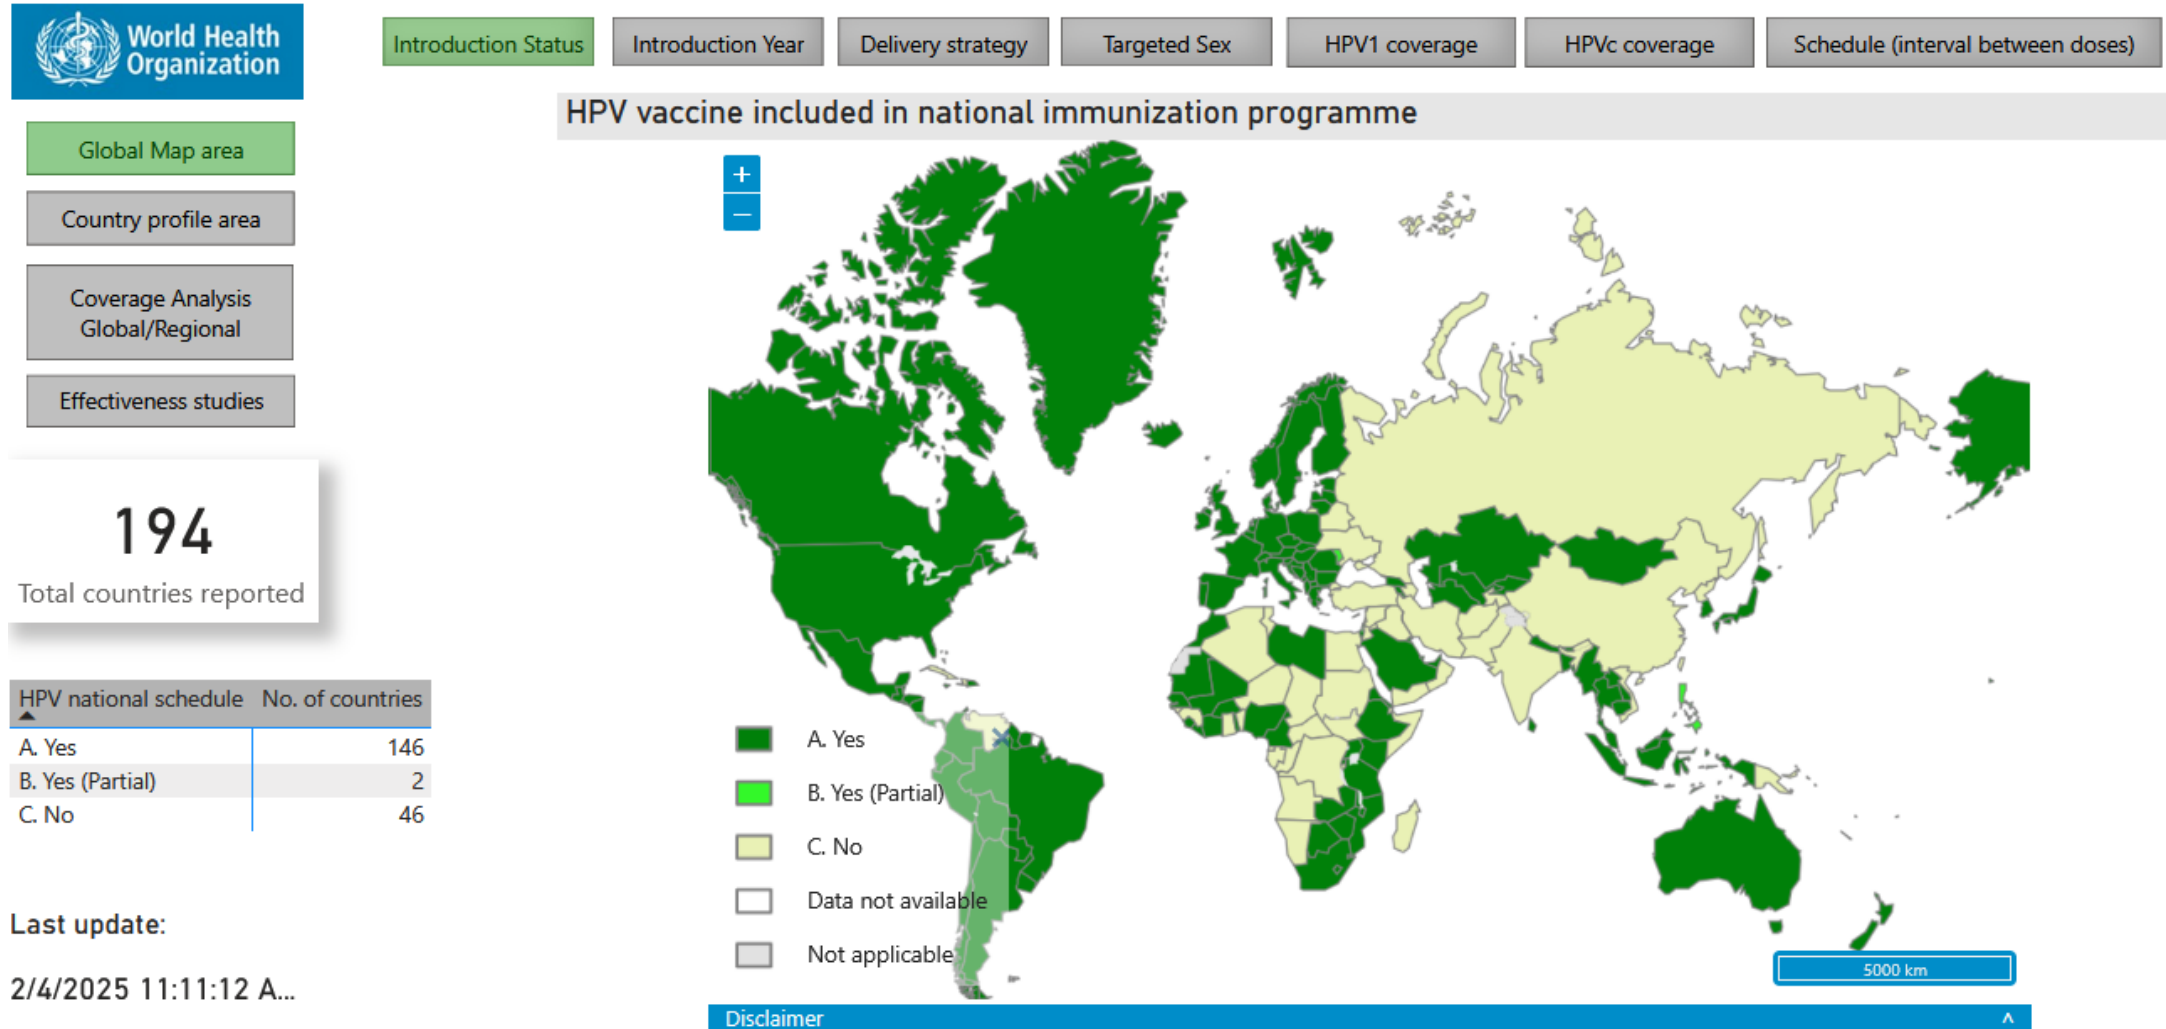 World Health
Organization
Introduction Status
Introduction Year
Delivery strategy
Targeted Sex
HPV1 coverage
HPVc coverage
Schedule (interval between doses)
HPV vaccine included in national immunization programme
Global Map area
Country profile area
Coverage Analysis
Global/Regional
Effectiveness studies
194
Total countries reported
HPV national schedule No. of countries
A. Yes 146
B. Yes (Partial) 2
C. No 46
Last update:
2/4/2025 11:11:12 A...
+
–
A. Yes
B. Yes (Partial)
C. No
Data not available
Not applicable
5000 km
Disclaimer